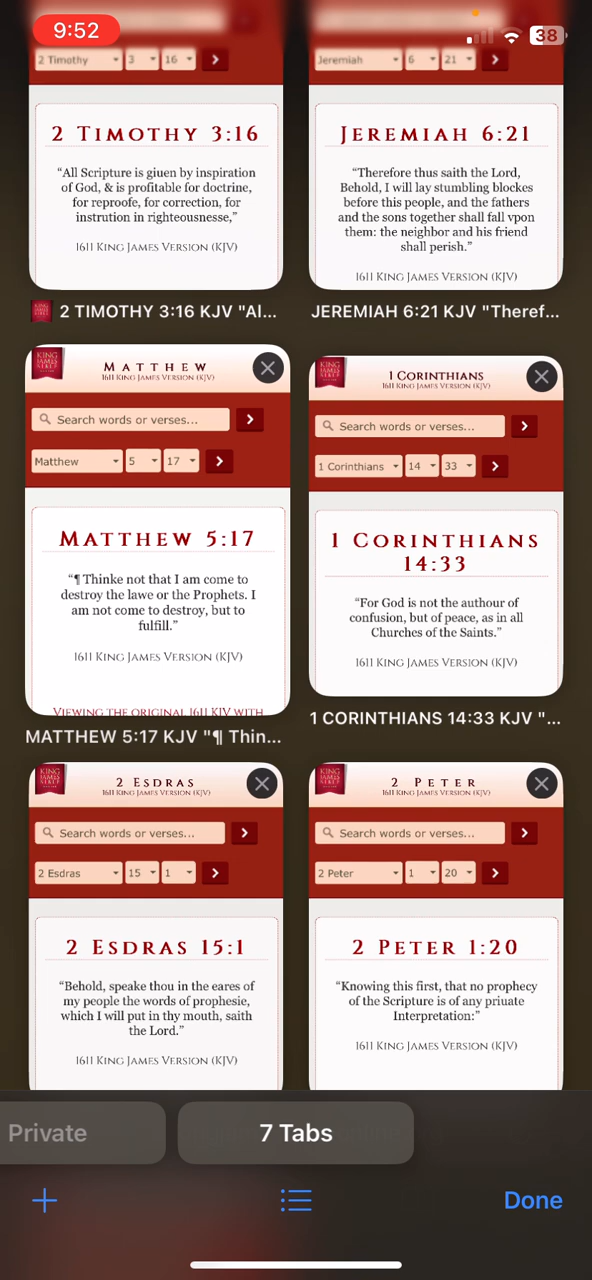 9:52
38
2 Timothy 3 16
Jeremiah 6 21
2 Timothy 3:16
"All Scripture is giuen by inspiration
of God, & is profitable for doctrine,
for reproofe, for correction, for
instrution in righteousnesse,"
1611 King James Version (KJV)
2 TIMOTHY 3:16 KJV "Al...
Jeremiah 6:21
"Therefore thus saith the Lord,
Behold, I will lay stumbling blockes
before this people, and the fathers
and the sons together shall fall vpon
them: the neighbor and his friend
shall perish."
1611 King James Version (KJV)
JEREMIAH 6:21 KJV "Theref...
KING
JAMES
BIBLE
Matthew
1611 King James Version (KJV)
Search words or verses...
Matthew 5 17
Matthew 5:17
"¶ Thinke not that I am come to
destroy the lawe or the Prophets. I
am not come to destroy, but to
fulfill."
1611 King James Version (KJV)
Viewing the original 1611 KJV with
MATTHEW 5:17 KJV "¶ Thin...
KING
JAMES
BIBLE
1 Corinthians
1611 King James Version (KJV)
Search words or verses...
1 Corinthians 14 33
1 Corinthians
14:33
"For God is not the authour of
confusion, but of peace, as in all
Churches of the Saints."
1611 King James Version (KJV)
1 CORINTHIANS 14:33 KJV "...
KING
JAMES
BIBLE
2 Esdras
1611 King James Version (KJV)
Search words or verses...
2 Esdras 15 1
2 Esdras 15:1
"Behold, speake thou in the eares of
my people the words of prophesie,
which I will put in thy mouth, saith
the Lord."
1611 King James Version (KJV)
KING
JAMES
BIBLE
2 Peter
1611 King James Version (KJV)
Search words or verses...
2 Peter 1 20
2 Peter 1:20
"Knowing this first, that no prophecy
of the Scripture is of any priuate
Interpretation:"
1611 King James Version (KJV)
Private
7 Tabs
Done